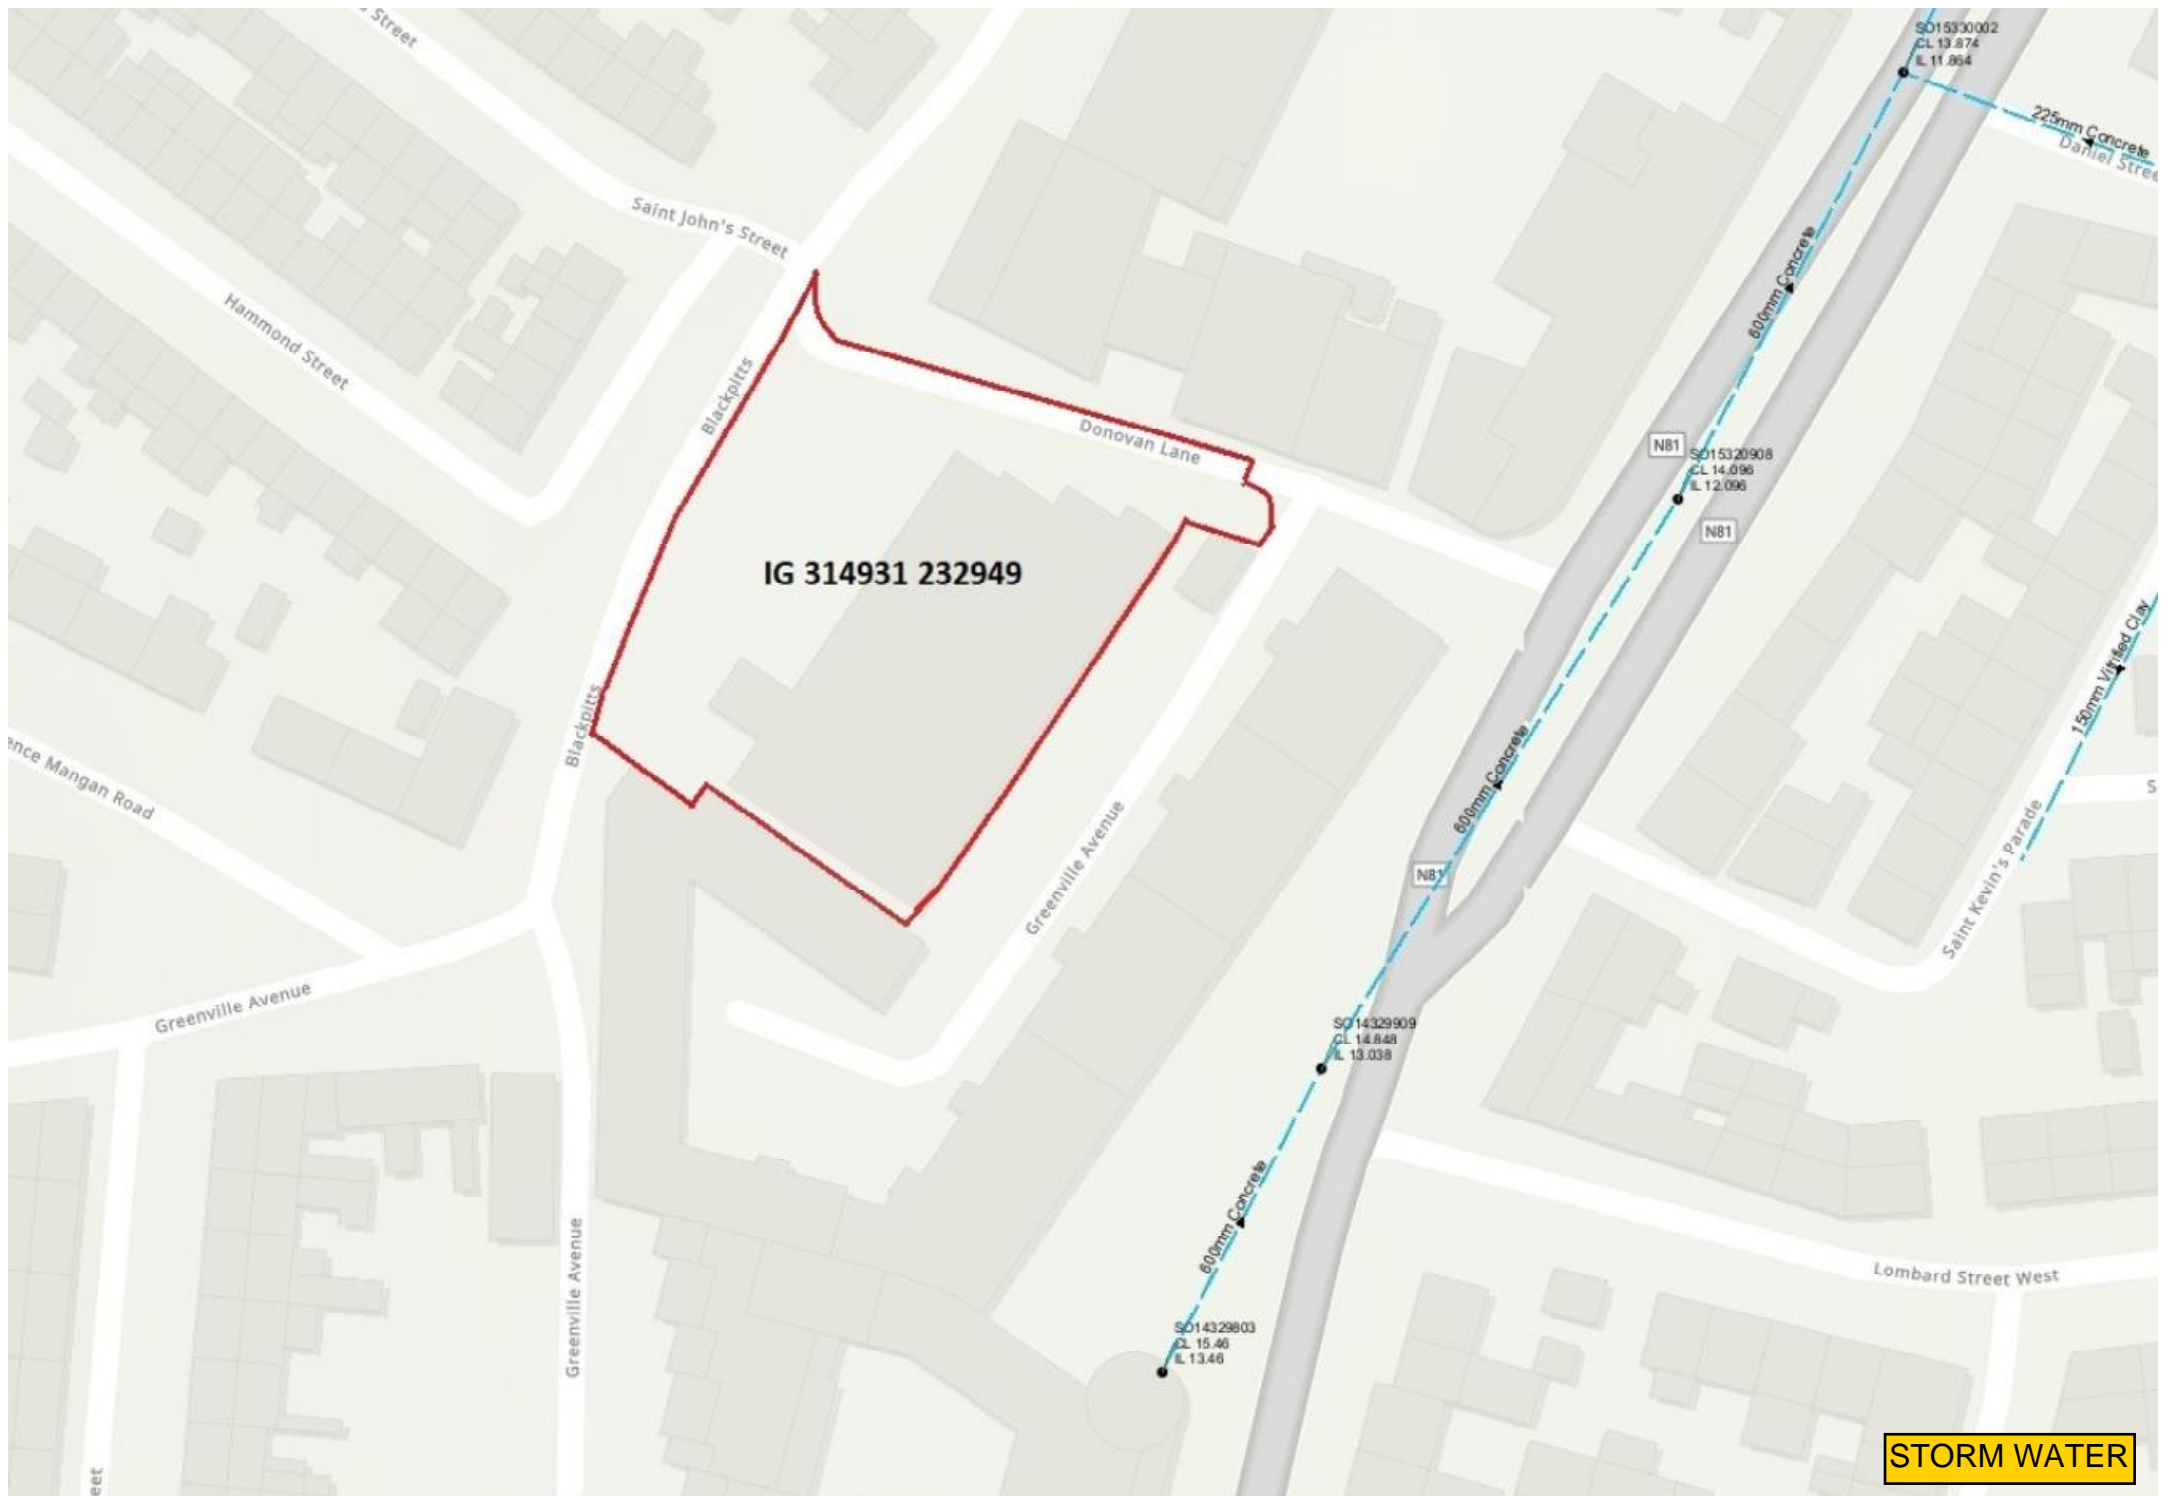 s Street
SO15330002
CL 13.874
IL 11.864
225mm Concrete
Daniel Stree
Saint John's Street
Hammond Street
600mm Concrete
Blackpitts
Donovan Lane
N81
SO15320908
CL 14.096
IL 12.096
N81
IG 314931 232949
150mm Vitrified Clay
Blackpitts
ence Mangan Road
600mm Concrete
S
Greenville Avenue
N81
Saint Kevin's Parade
Greenville Avenue
SO14329909
CL 14.848
IL 13.038
600mm Concrete
Greenville Avenue
Lombard Street West
SO14329803
CL 15.46
IL 13.46
STORM WATER
eet